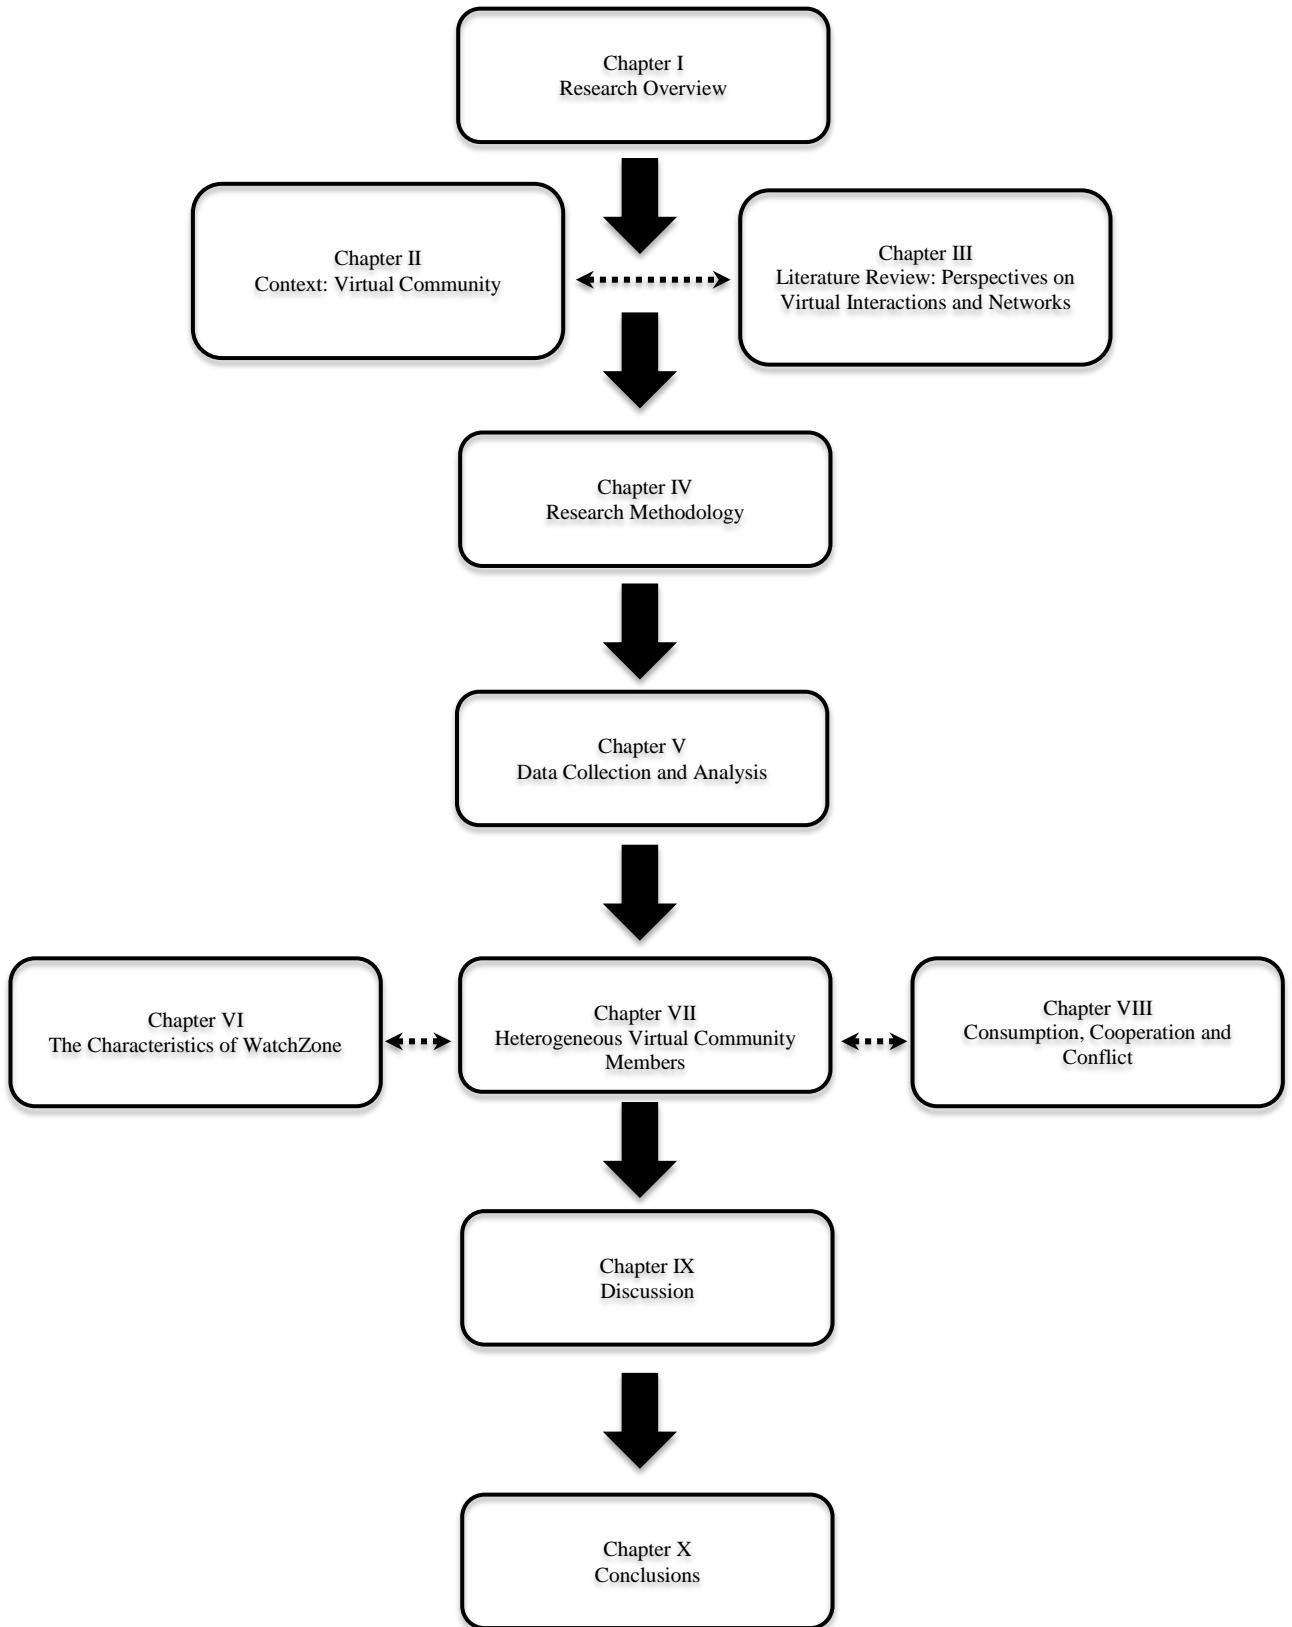 Chapter I
Research Overview
Chapter II
Context: Virtual Community
Chapter III
Literature Review: Perspectives on
Virtual Interactions and Networks
Chapter IV
Research Methodology
Chapter V
Data Collection and Analysis
Chapter VI
The Characteristics of WatchZone
Chapter VII
Heterogeneous Virtual Community
Members
Chapter VIII
Consumption, Cooperation and
Conflict
Chapter IX
Discussion
Chapter X
Conclusions